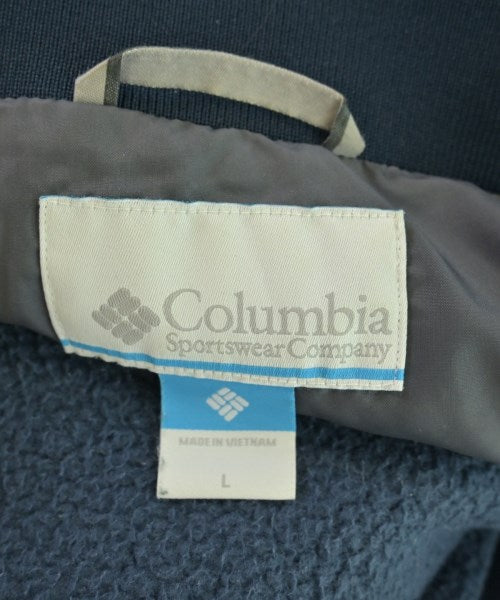 Columbia
Sportswear Company
MADE IN VIETNAM
L